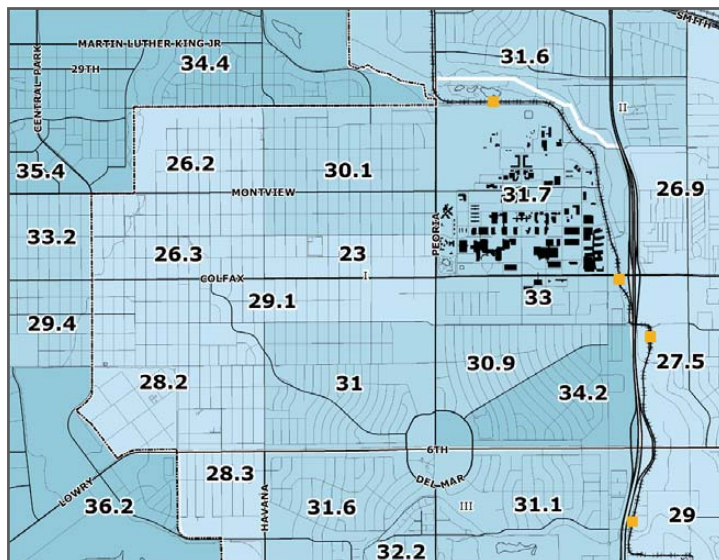 SMITH
MARTIN LUTHER KING JR
31.6
29TH
34.4
CENTRAL PARK
II
26.2
30.1
35.4
31.7
26.9
MONTVIEW
33.2
PEORIA
26.3
23
COLFAX
I
29.1
33
29.4
30.9
27.5
28.2
31
34.2
6TH
28.3
DEL MAR
LOWRY
36.2
HAVANA
31.6
III
31.1
29
32.2